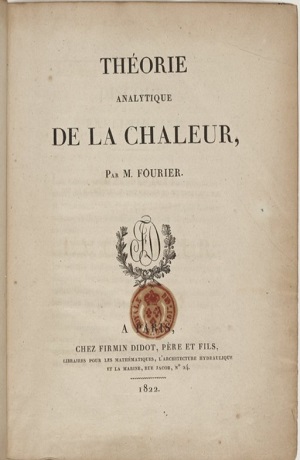 THÉORIE
ANALYTIQUE
DE LA CHALEUR,
PAR M. FOURIER.
FD
A PARIS,
CHEZ FIRMIN DIDOT, PÈRE ET FILS,
LIBRAIRES POUR LES MATHÉMATIQUES, L'ARCHITECTURE HYDRAULIQUE
ET LA MARINE, RUE JACOB, N° 24.
1822.